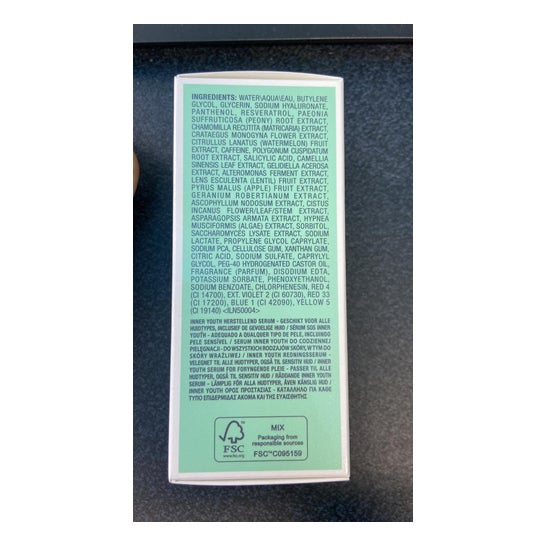 INGREDIENTS: WATER\AQUA\EAU, BUTYLENE
GLYCOL, GLYCERIN, SODIUM HYALURONATE,
PANTHENOL, RESVERATROL, PAEONIA
SUFFRUTICOSA (PEONY) ROOT EXTRACT,
CHAMOMILLA RECUTITA (MATRICARIA) EXTRACT,
CRATAEGUS MONOGYNA FLOWER EXTRACT,
CITRULLUS LANATUS (WATERMELON) FRUIT
EXTRACT, CAFFEINE, POLYGONUM CUSPIDATUM
ROOT EXTRACT, SALICYLIC ACID, CAMELLIA
SINENSIS LEAF EXTRACT, GELIDIELLA ACEROSA
EXTRACT, ALTEROMONAS FERMENT EXTRACT,
LENS ESCULENTA (LENTIL) FRUIT EXTRACT,
PYRUS MALUS (APPLE) FRUIT EXTRACT,
GERANIUM ROBERTIANUM EXTRACT,
ASCOPHYLLUM NODOSUM EXTRACT, CISTUS
INCANUS FLOWER/LEAF/STEM EXTRACT,
ASPARAGOPSIS ARMATA EXTRACT, HYPNEA
MUSCIFORMIS (ALGAE) EXTRACT, SORBITOL,
SACCHAROMYCES LYSATE EXTRACT, SODIUM
LACTATE, PROPYLENE GLYCOL CAPRYLATE,
SODIUM PCA, CELLULOSE GUM, XANTHAN GUM,
CITRIC ACID, SODIUM SULFATE, CAPRYLYL
GLYCOL, PEG-40 HYDROGENATED CASTOR OIL,
FRAGRANCE (PARFUM), DISODIUM EDTA,
POTASSIUM SORBATE, PHENOXYETHANOL,
SODIUM BENZOATE, CHLORPHENESIN, RED 4
(CI 14700), EXT. VIOLET 2 (CI 60730), RED 33
(CI 17200), BLUE 1 (CI 42090), YELLOW 5
(CI 19140) <ILN50004>
INNER YOUTH HERSTELLEND SERUM - GESCHIKT VOOR ALLE
HUIDTYPES, INCLUSIEF DE GEVOELIGE HUID / SÉRUM SOS INNER
YOUTH - ADEQUADO A QUALQUER TIPO DE PELE, INCLUINDO
PELE SENSÍVEL / SERUM INNER YOUTH DO CODZIENNEJ
PIELĘGNACJI - DO WSZYSTKICH RODZAJÓW SKÓRY, W TYM DO
SKÓRY WRAŻLIWEJ / INNER YOUTH REDNINGSSERUM -
VELEGNET TIL ALLE HUDTYPER, OGSÅ TIL SENSITIV HUD / INNER
YOUTH SERUM FOR FORYNGENDE PLEIE - PASSER TIL ALLE
HUDTYPER, OGSÅ TIL SENSITIV HUD / RÄDDANDE INNER YOUTH
SERUM - LÄMPLIG FÖR ALLA HUDTYPER, ÄVEN KÄNSLIG HUD /
INNER YOUTH ΟΡΟΣ ΠΡΟΣΤΑΣΙΑΣ - ΚΑΤΑΛΛΗΛΟ ΓΙΑ ΚΑΘΕ
ΤΥΠΟ ΕΠΙΔΕΡΜΙΔΑΣ ΑΚΟΜΑ ΚΑΙ ΤΗΣ ΕΥΑΙΣΘΗΤΗΣ
FSC
www.fsc.org
MIX
Packaging from
responsible sources
FSC™C095159